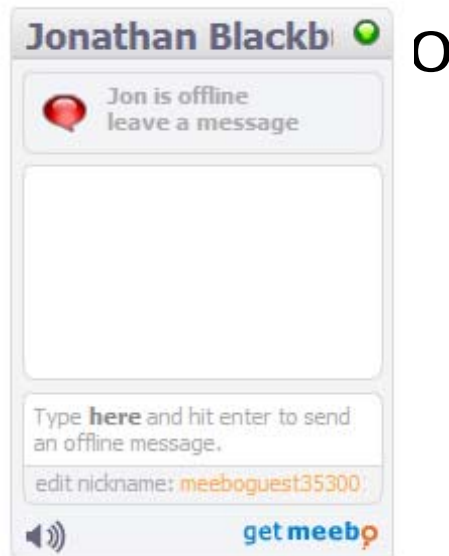 Jonathan Blackb
O
Jon is offline
leave a message
Type here and hit enter to send
an offline message.
edit nickname: meeboguest35300
get meebo